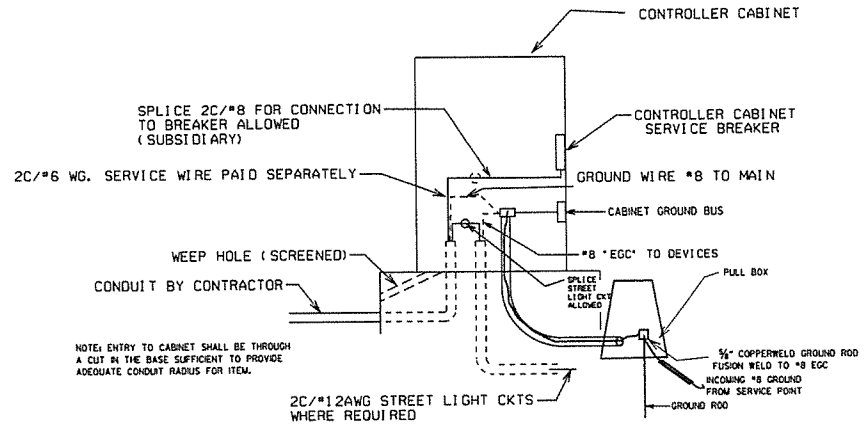 CONTROLLER CABINET
SPLICE 2C/#8 FOR CONNECTION
TO BREAKER ALLOWED
(SUBSIDIARY)
CONTROLLER CABINET
SERVICE BREAKER
2C/#6 WG. SERVICE WIRE PAID SEPARATELY
GROUND WIRE #8 TO MAIN
CABINET GROUND BUS
WEEP HOLE (SCREENED)
#8 "EGC" TO DEVICES
PULL BOX
CONDUIT BY CONTRACTOR
SPLICE
STREET
LIGHT CKT
ALLOWED
NOTE: ENTRY TO CABINET SHALL BE THROUGH
A CUT IN THE BASE SUFFICIENT TO PROVIDE
ADEQUATE CONDUIT RADIUS FOR ITEM.
5/8" COPPERWELD GROUND ROD
FUSION WELD TO #8 EGC
INCOMING #8 GROUND
FROM SERVICE POINT
GROUND ROD
2C/#12AWG STREET LIGHT CKTS
WHERE REQUIRED